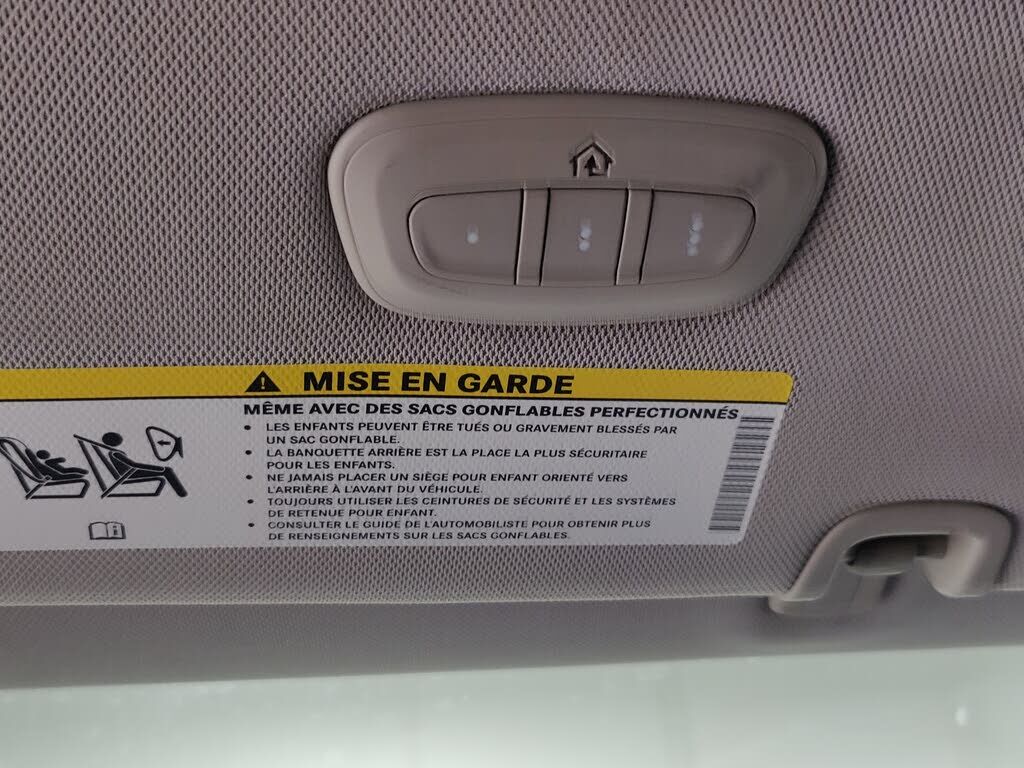 MISE EN GARDE
MÊME AVEC DES SACS GONFLABLES PERFECTIONNÉS
• LES ENFANTS PEUVENT ÊTRE TUÉS OU GRAVEMENT BLESSÉS PAR
UN SAC GONFLABLE.
• LA BANQUETTE ARRIÈRE EST LA PLACE LA PLUS SÉCURITAIRE
POUR LES ENFANTS.
• NE JAMAIS PLACER UN SIÈGE POUR ENFANT ORIENTÉ VERS
L'ARRIÈRE À L'AVANT DU VÉHICULE.
• TOUJOURS UTILISER LES CEINTURES DE SÉCURITÉ ET LES SYSTÈMES
DE RETENUE POUR ENFANT.
• CONSULTER LE GUIDE DE L'AUTOMOBILISTE POUR OBTENIR PLUS
DE RENSEIGNEMENTS SUR LES SACS GONFLABLES.